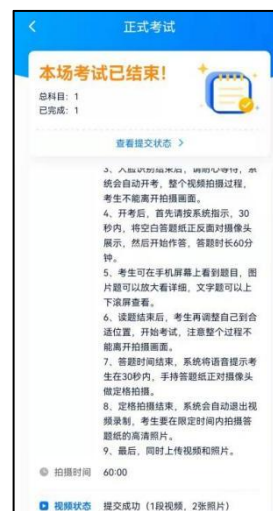 正式考试
本场考试已结束！
总科目：1
已完成：1
查看提交状态 >
3、人脸识别结束后，请耐心等待，系
统会自动开考，整个视频拍摄过程，
考生不能离开拍摄画面。
4、开考后，首先请按系统指示，30
秒内，将空白答题纸正反面对摄像头
展示，然后开始作答，答题时长60分
钟。
5、考生可在手机屏幕上看到题目，图
片题可以放大看详细，文字题可以上
下滚屏查看。
6、读题结束后，考生再调整自己到合
适位置，开始考试，注意整个过程不
能离开拍摄画面。
7、答题时间结束，系统将语音提示考
生在30秒内，手持答题纸正对摄像头
做定格拍摄。
8、定格拍摄结束，系统会自动退出视
频录制，考生要在限定时间内拍摄答
题纸的高清照片。
9、最后，同时上传视频和照片。
拍摄时间 60:00
视频状态 提交成功（1段视频，2张照片）